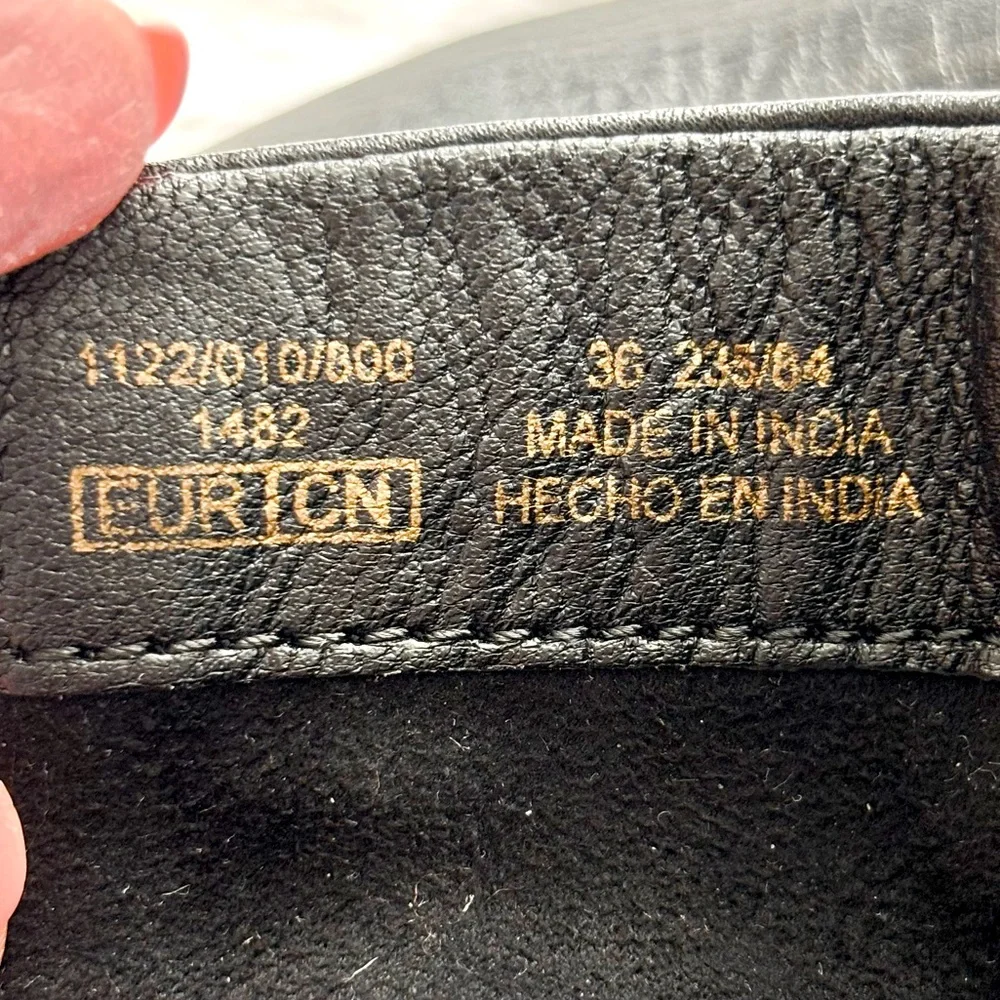 1122/010/800
1482
EUR CN
36 235/84
MADE IN INDIA
HECHO EN INDIA